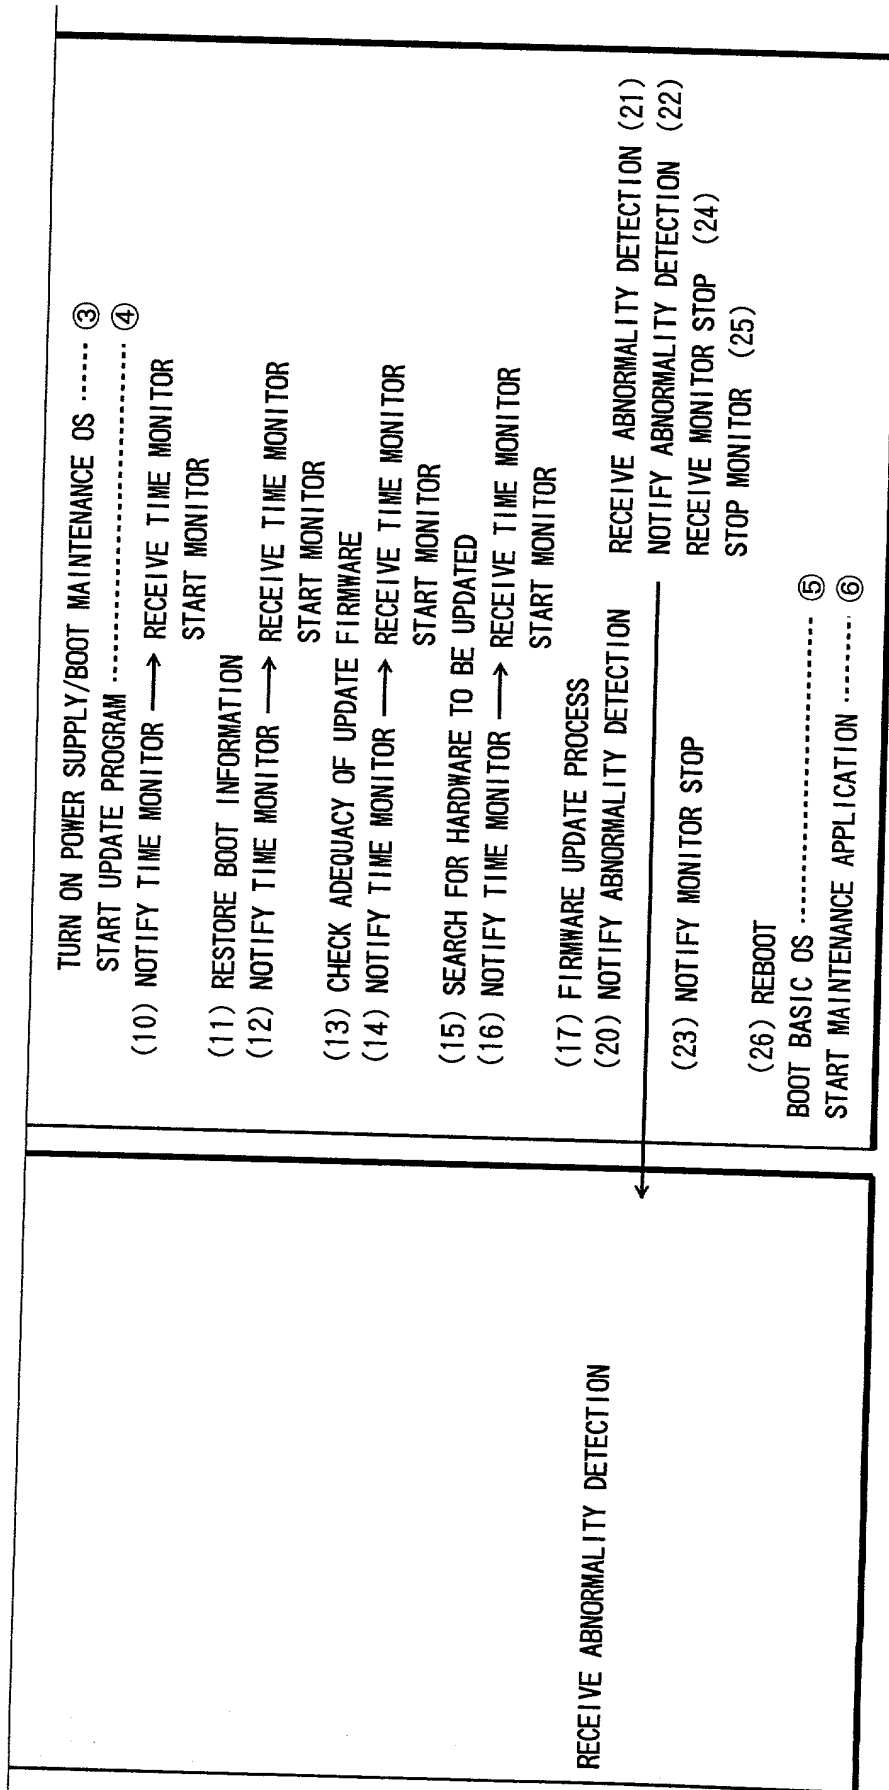 TURN ON POWER SUPPLY/BOOT MAINTENANCE OS ------ ③
START UPDATE PROGRAM ------------------------------ ④
(10) NOTIFY TIME MONITOR → RECEIVE TIME MONITOR
START MONITOR
(11) RESTORE BOOT INFORMATION
(12) NOTIFY TIME MONITOR → RECEIVE TIME MONITOR
START MONITOR
(13) CHECK ADEQUACY OF UPDATE FIRMWARE
(14) NOTIFY TIME MONITOR → RECEIVE TIME MONITOR
START MONITOR
(15) SEARCH FOR HARDWARE TO BE UPDATED
(16) NOTIFY TIME MONITOR → RECEIVE TIME MONITOR
START MONITOR
(17) FIRMWARE UPDATE PROCESS
(20) NOTIFY ABNORMALITY DETECTION
RECEIVE ABNORMALITY DETECTION (21)
NOTIFY ABNORMALITY DETECTION (22)
RECEIVE ABNORMALITY DETECTION
(23) NOTIFY MONITOR STOP
RECEIVE MONITOR STOP (24)
STOP MONITOR (25)
(26) REBOOT
BOOT BASIC OS ------------------------------ ⑤
START MAINTENANCE APPLICATION --------- ⑥